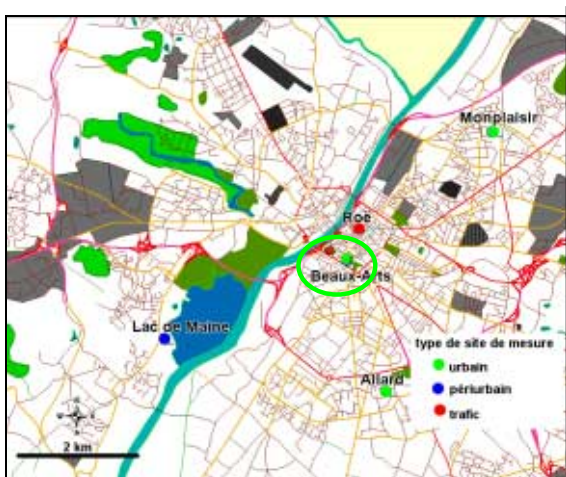 Monplaisir
Roë
Beaux-Arts
Lac de Maine
type de site de mesure
urbain
Allard
périurbain
trafic
2 km